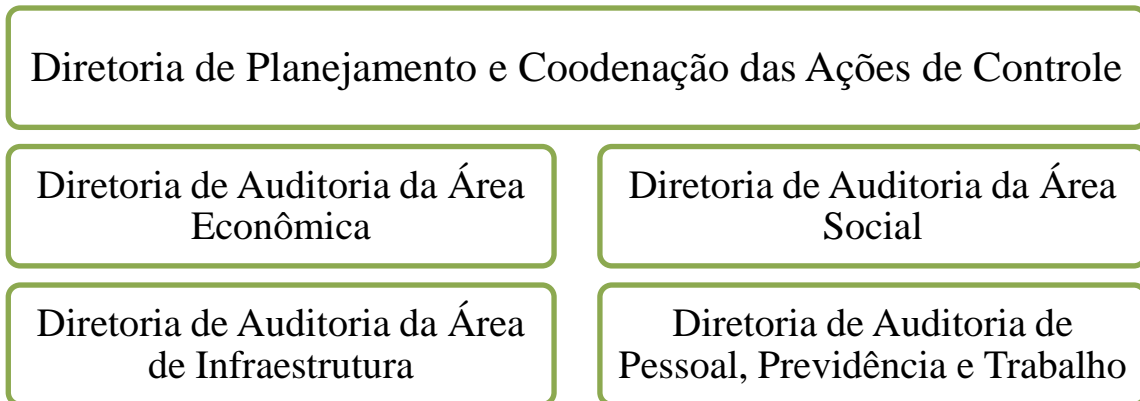 Diretoria de Planejamento e Coodenação das Ações de Controle
Diretoria de Auditoria da Área
Econômica
Diretoria de Auditoria da Área
Social
Diretoria de Auditoria da Área
de Infraestrutura
Diretoria de Auditoria de
Pessoal, Previdência e Trabalho